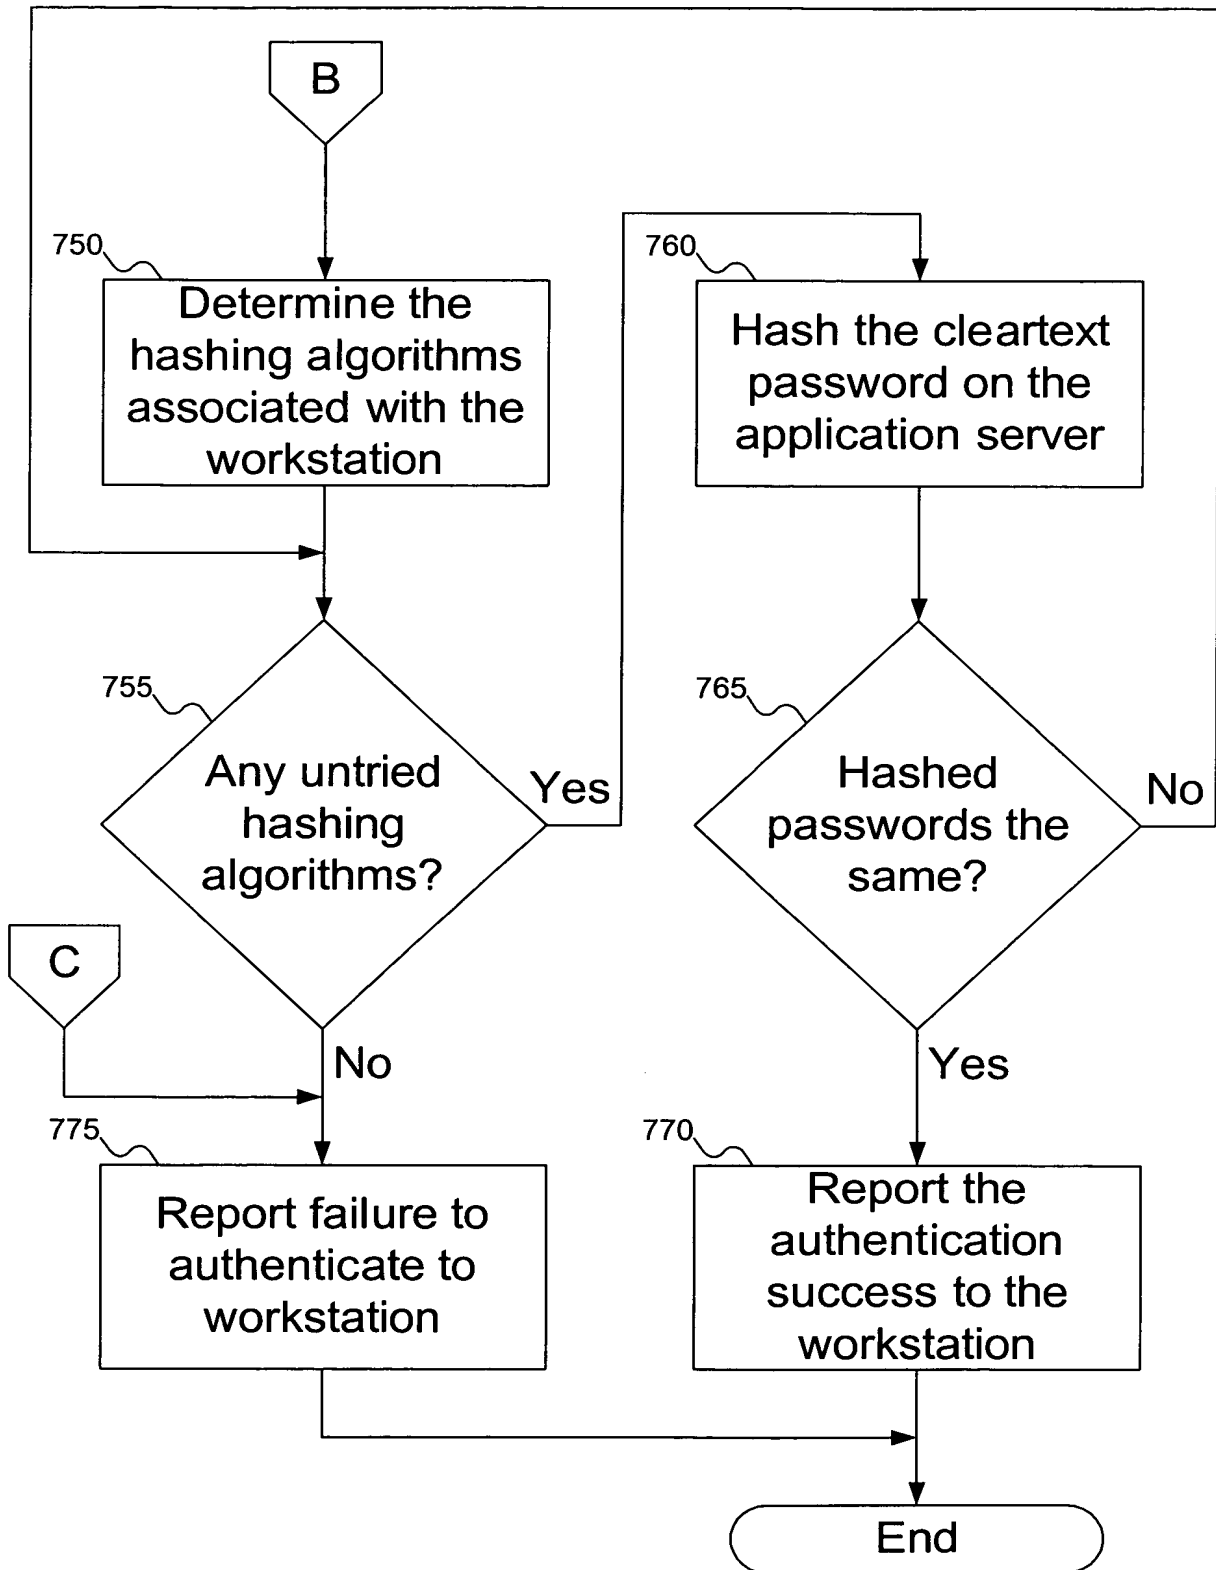 B
750
Determine the
hashing algorithms
associated with the
workstation
760
Hash the cleartext
password on the
application server
755
Any untried
hashing
algorithms?
Yes
765
Hashed
passwords the
same?
No
C
No
Yes
775
Report failure to
authenticate to
workstation
770
Report the
authentication
success to the
workstation
End